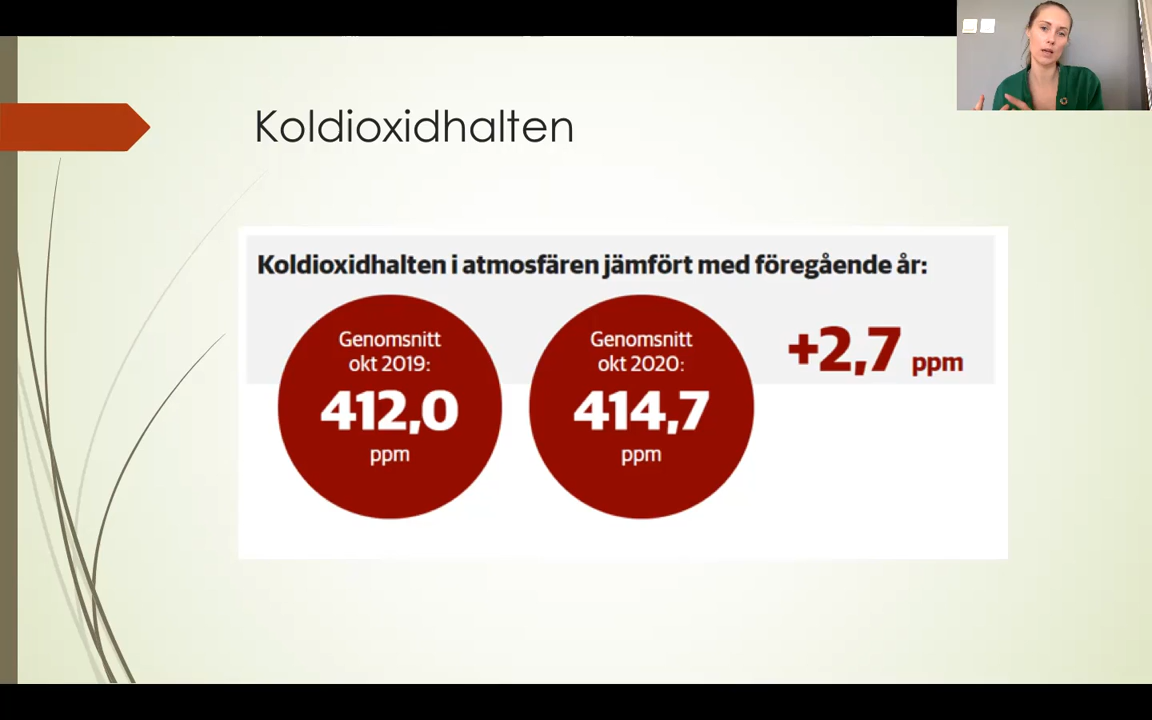 Koldioxidhalten
Koldioxidhalten i atmosfären jämfört med föregående år:
Genomsnitt
okt 2019:
412,0
ppm
Genomsnitt
okt 2020:
414,7
ppm
+2,7 ppm